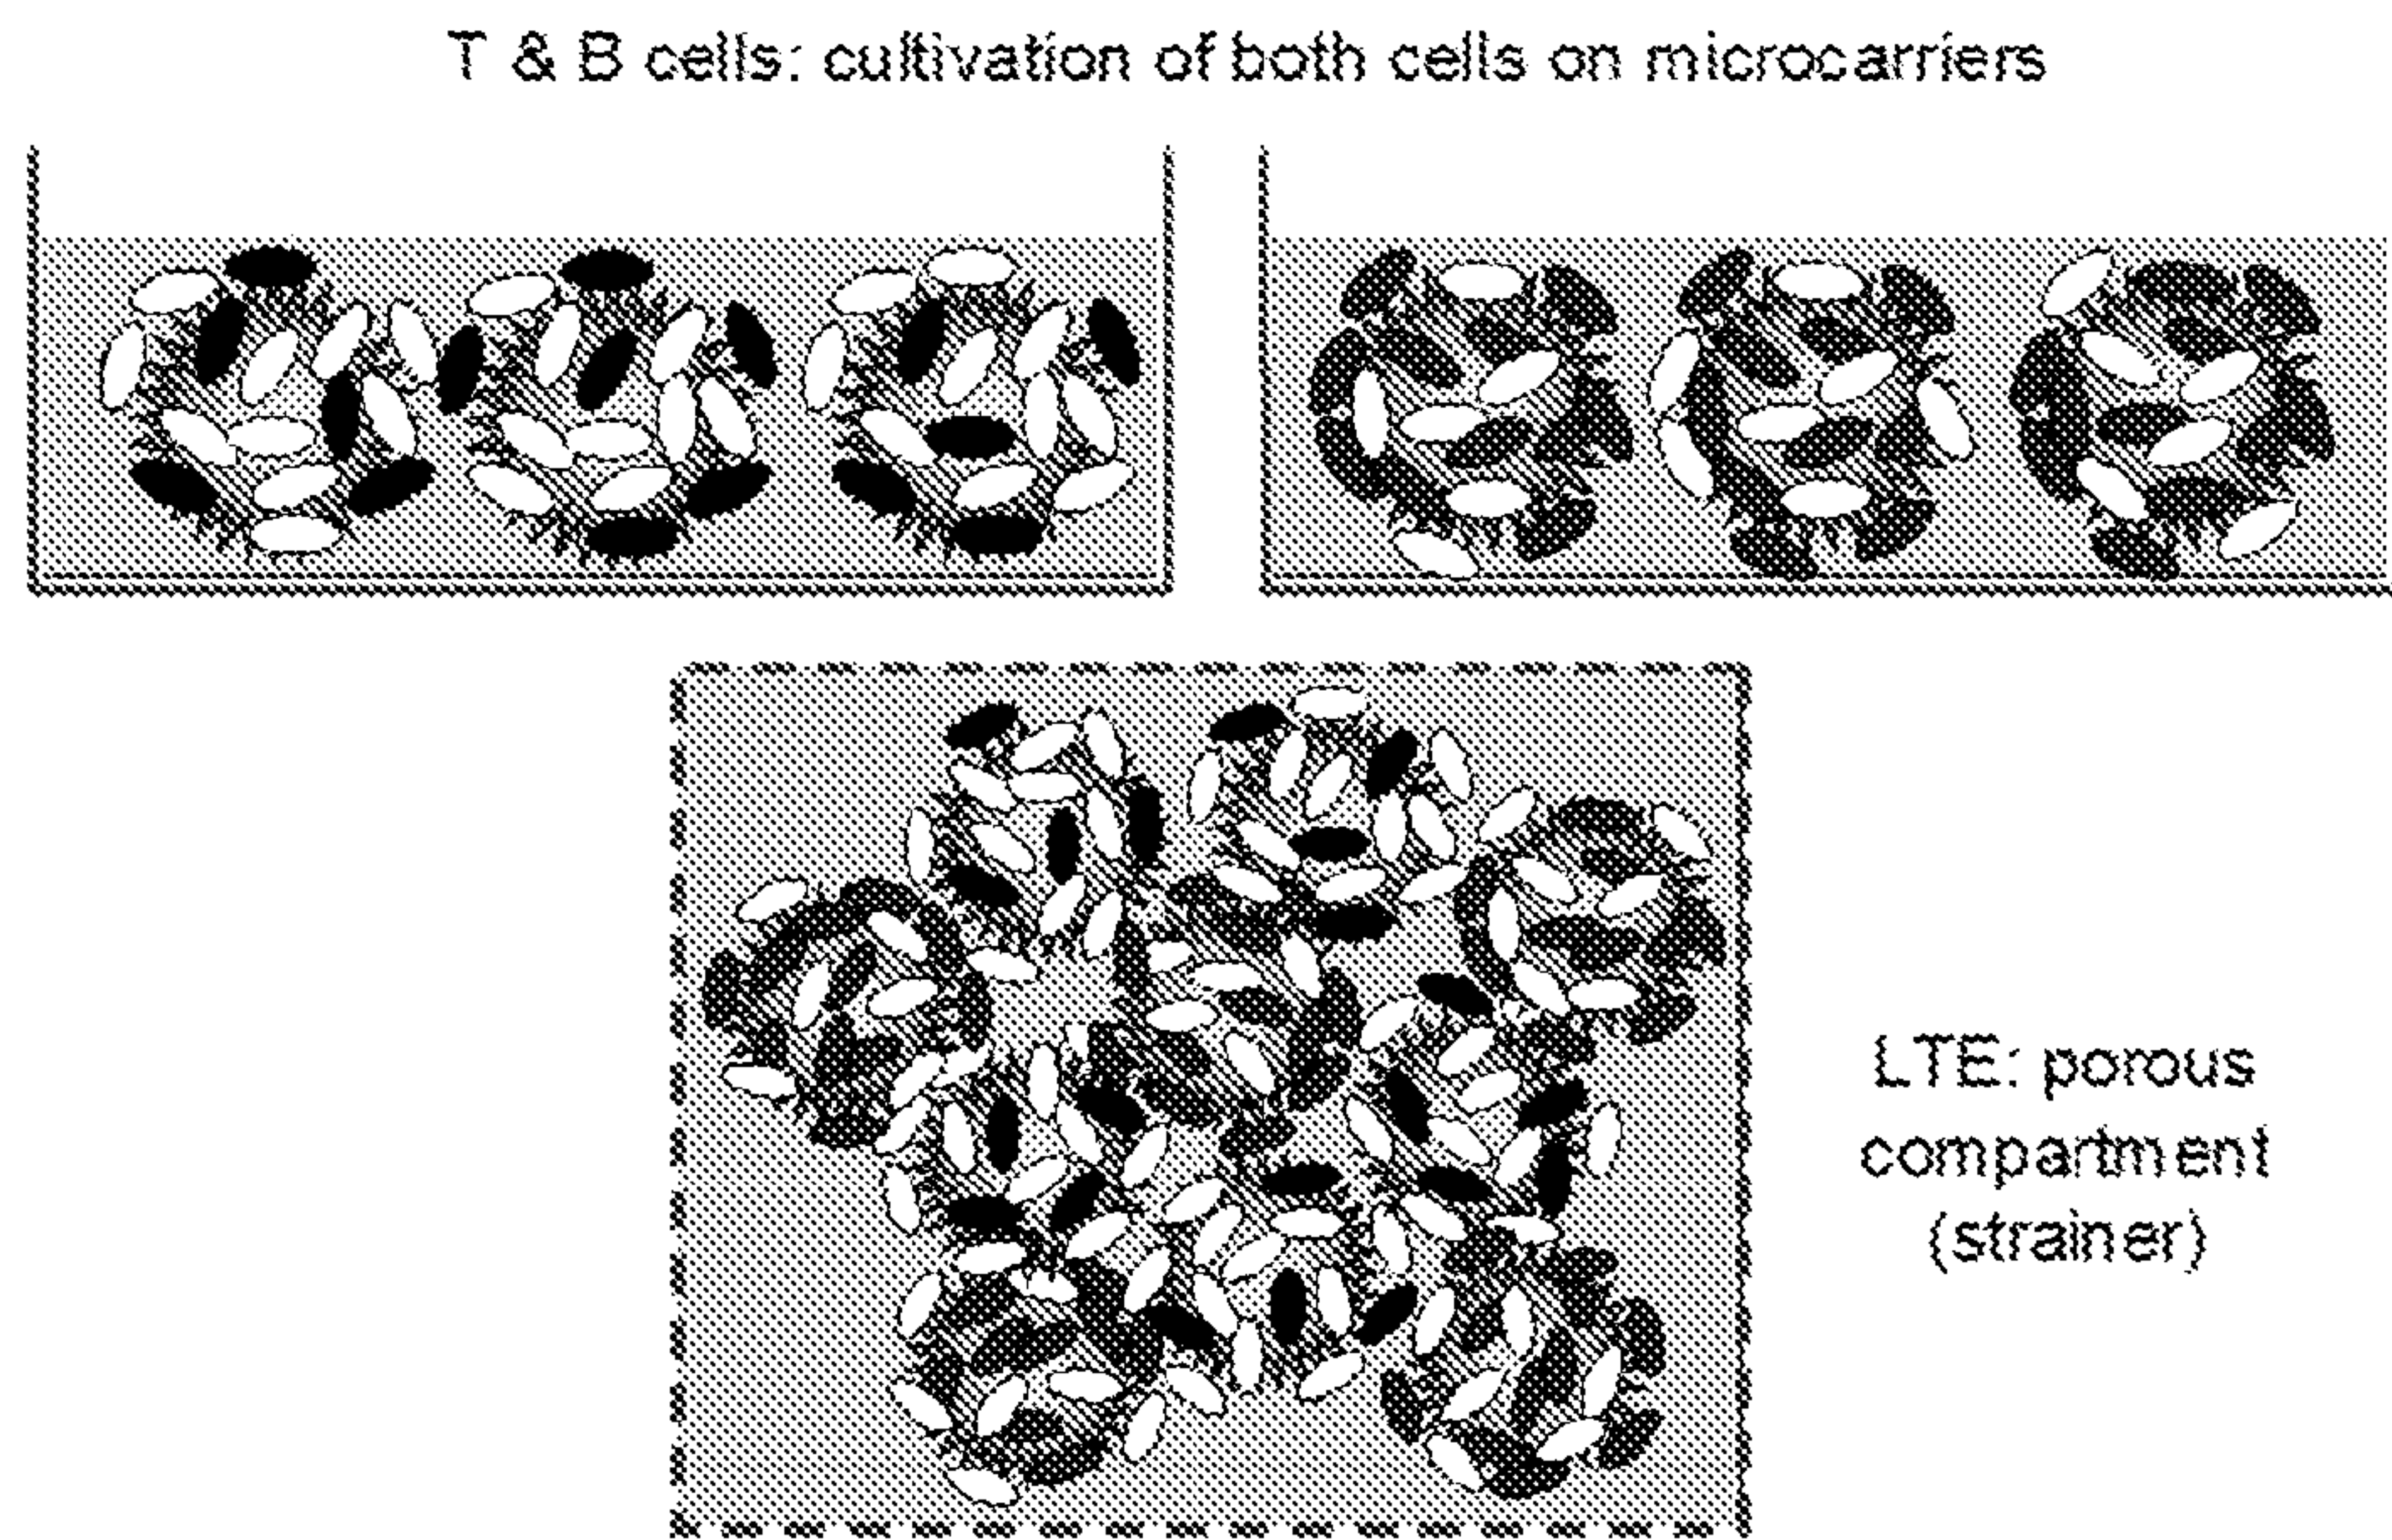 T & B cells: cultivation of both cells on microcarriers
LTE: porous
compartment
(strainer)